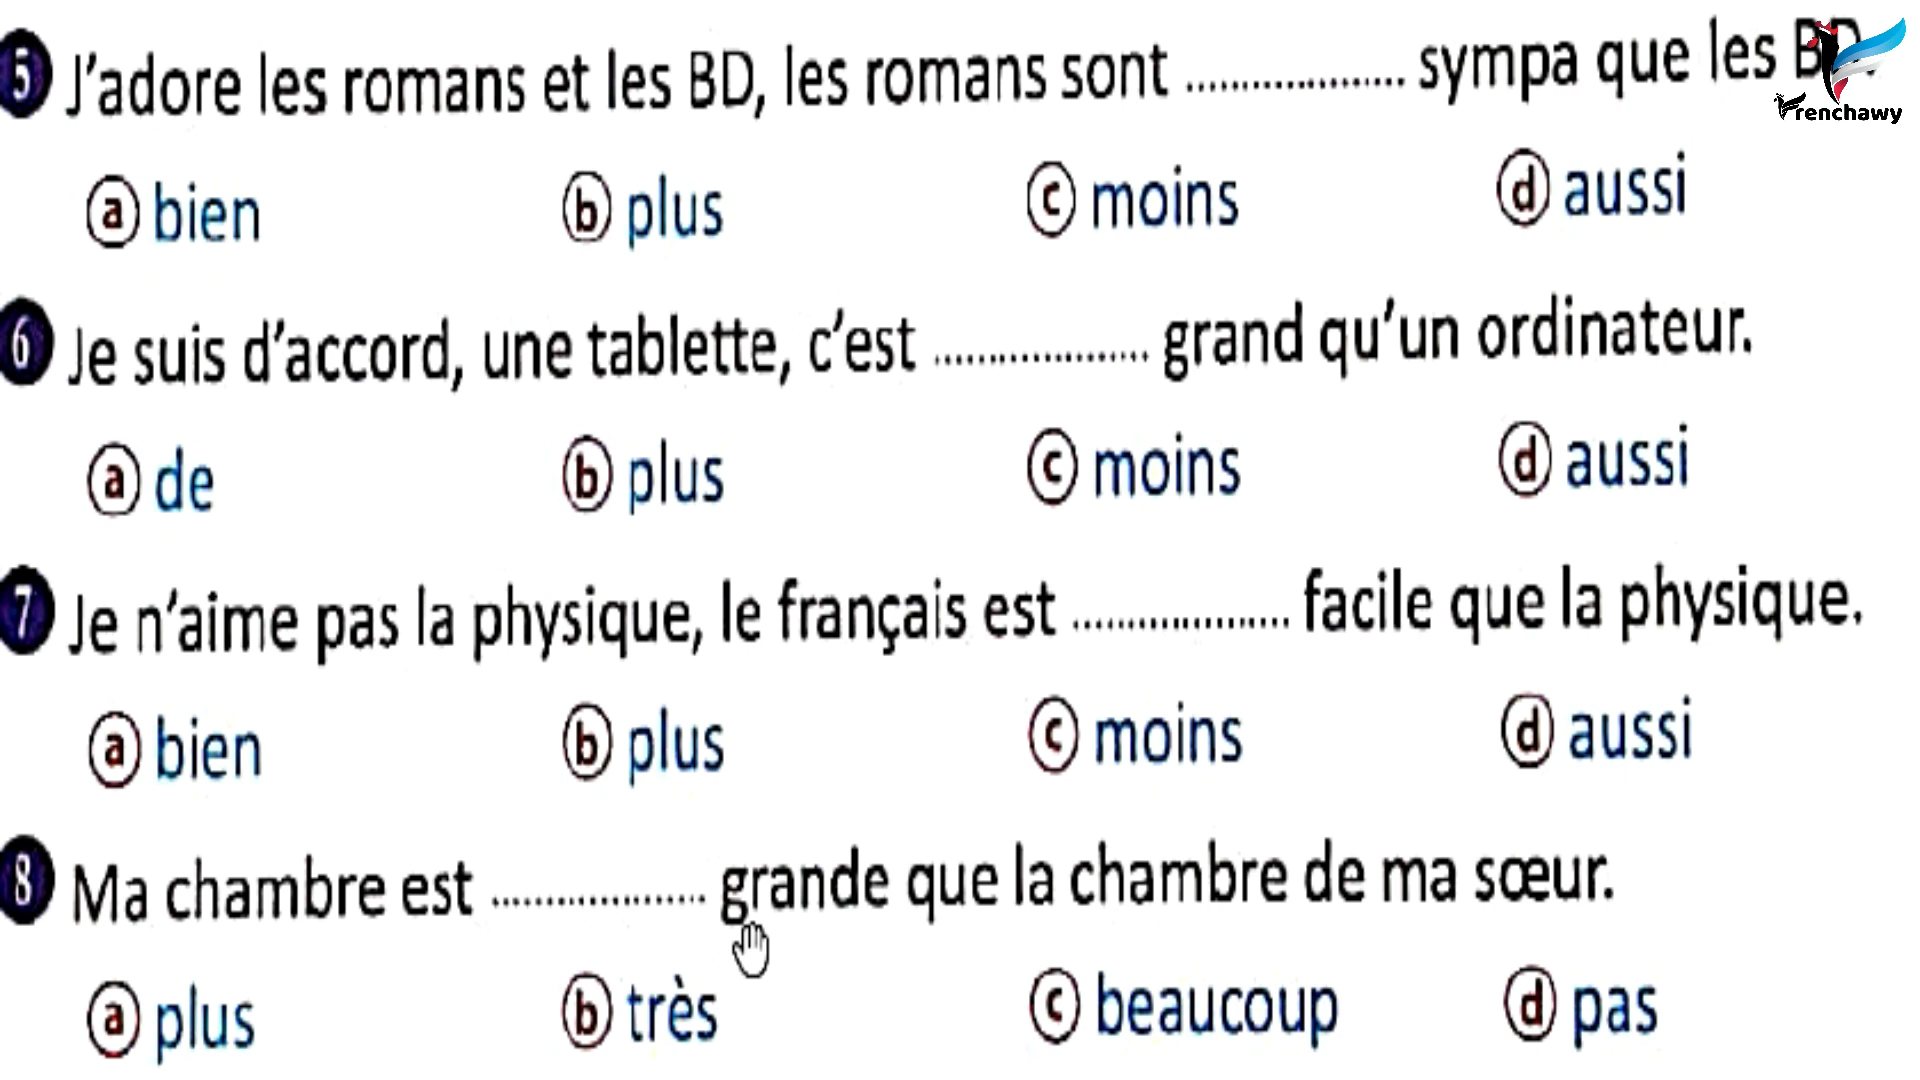 5 J'adore les romans et les BD, les romans sont .................... sympa que les BD.
a bien b plus c moins d aussi
6 Je suis d'accord, une tablette, c'est .................... grand qu'un ordinateur.
a de b plus c moins d aussi
7 Je n'aime pas la physique, le français est .................... facile que la physique.
a bien b plus c moins d aussi
8 Ma chambre est .................... grande que la chambre de ma sœur.
a plus b très c beaucoup d pas
Frenchawy